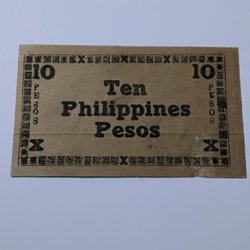 10 X 10
PESOS PESOS
Ten
Philippines
Pesos
X X X